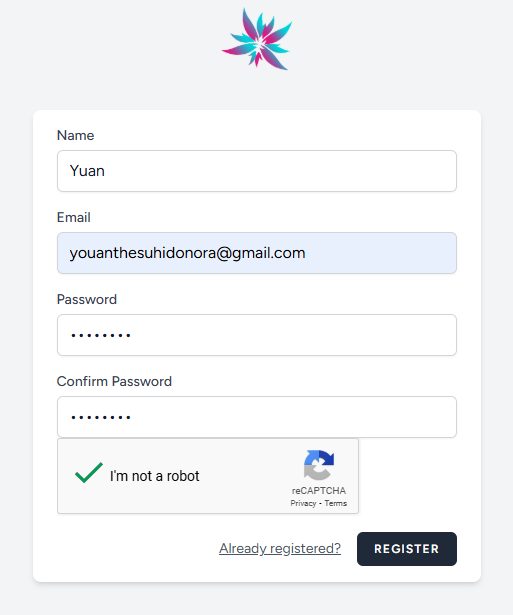 Name
Yuan
Email
youanthesuhidonora@gmail.com
Password
••••••••
Confirm Password
••••••••
I'm not a robot
reCAPTCHA
Privacy - Terms
Already registered? REGISTER